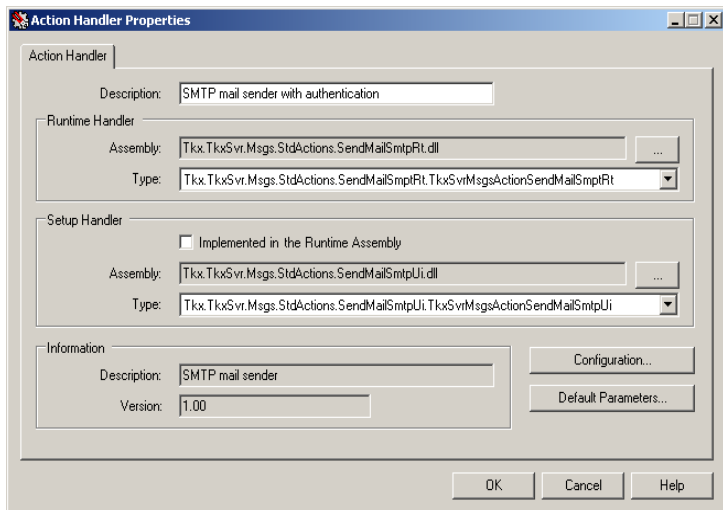 Action Handler Properties
Action Handler
Description: SMTP mail sender with authentication
Runtime Handler
Assembly: Tkx.TkxSvr.Msgs.StdActions.SendMailSmtpRt.dll ...
Type: Tkx.TkxSvr.Msgs.StdActions.SendMailSmptRt.TkxSvrMsgsActionSendMailSmptRt
Setup Handler
Implemented in the Runtime Assembly
Assembly: Tkx.TkxSvr.Msgs.StdActions.SendMailSmtpUi.dll ...
Type: Tkx.TkxSvr.Msgs.StdActions.SendMailSmtpUi.TkxSvrMsgsActionSendMailSmtpUi
Information
Description: SMTP mail sender
Version: 1.00
Configuration...
Default Parameters...
OK Cancel Help